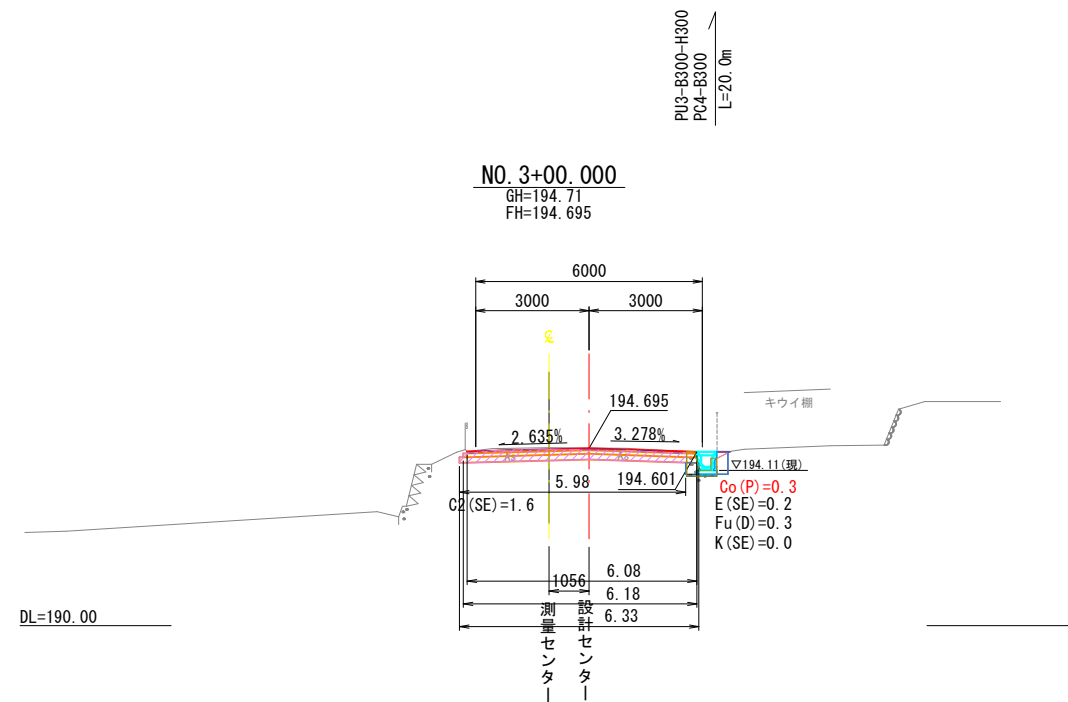 PU3-B300-H300
PC4-B300
L=20.0m
NO.3+00.000
GH=194.71
FH=194.695
6000
3000
3000
194.695
キウイ棚
2.635%
3.278%
▽194.11(現)
5.98
194.601
Co(P)=0.3
C2(SE)=1.6
E(SE)=0.2
Fu(D)=0.3
K(SE)=0.0
6.08
1056
6.18
6.33
DL=190.00
測量センター
設計センター